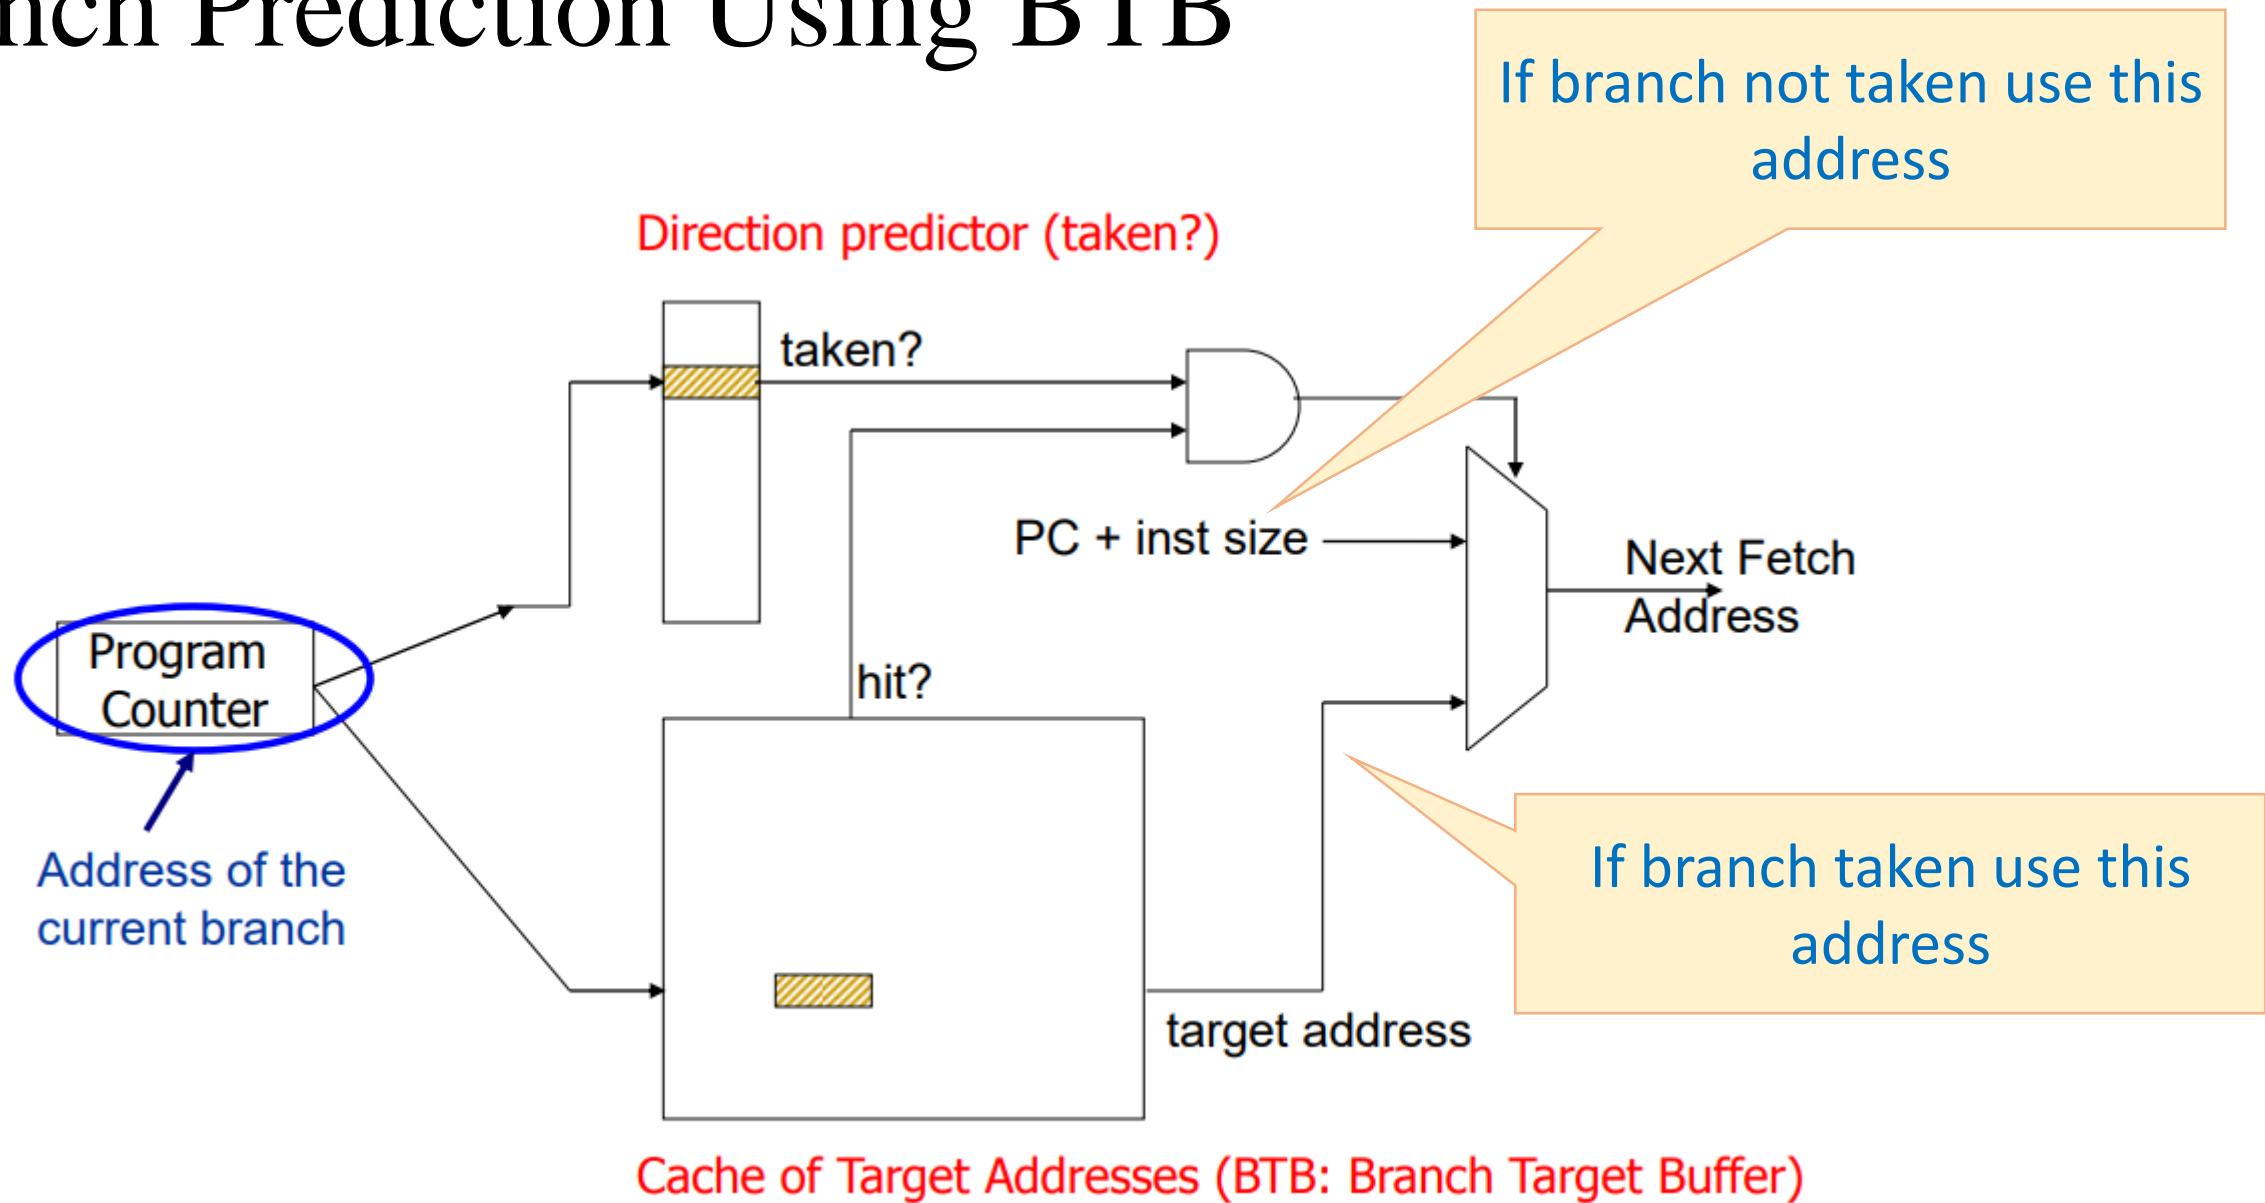 nch Prediction Using BTB
If branch not taken use this
address
Direction predictor (taken?)
taken?
PC + inst size
Next Fetch
Address
Program
Counter
hit?
Address of the
current branch
If branch taken use this
address
target address
Cache of Target Addresses (BTB: Branch Target Buffer)